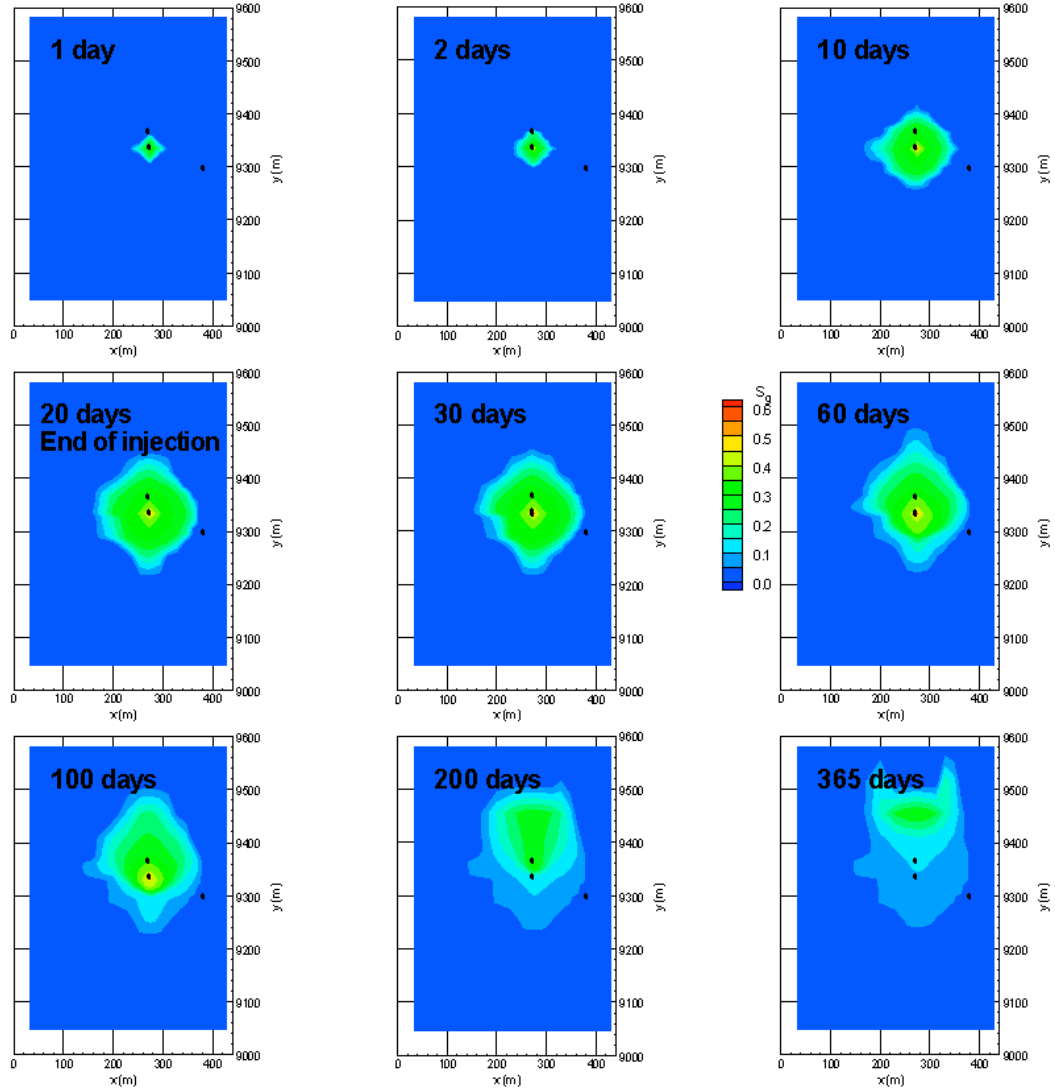 1 day
9600
9500
9400
9300
9200
9100
9000
y (m)
0 100 200 300 400
x (m)
2 days
9600
9500
9400
9300
9200
9100
9000
y (m)
0 100 200 300 400
x (m)
10 days
9600
9500
9400
9300
9200
9100
9000
y (m)
0 100 200 300 400
x (m)
20 days
End of injection
9600
9500
9400
9300
9200
9100
9000
y (m)
0 100 200 300 400
x (m)
30 days
9600
9500
9400
9300
9200
9100
9000
y (m)
0 100 200 300 400
x (m)
Sg
0.6
0.5
0.4
0.3
0.2
0.1
0.0
60 days
9600
9500
9400
9300
9200
9100
9000
y (m)
0 100 200 300 400
x (m)
100 days
9600
9500
9400
9300
9200
9100
9000
y (m)
0 100 200 300 400
x (m)
200 days
9600
9500
9400
9300
9200
9100
9000
y (m)
0 100 200 300 400
x (m)
365 days
9600
9500
9400
9300
9200
9100
9000
y (m)
0 100 200 300 400
x (m)